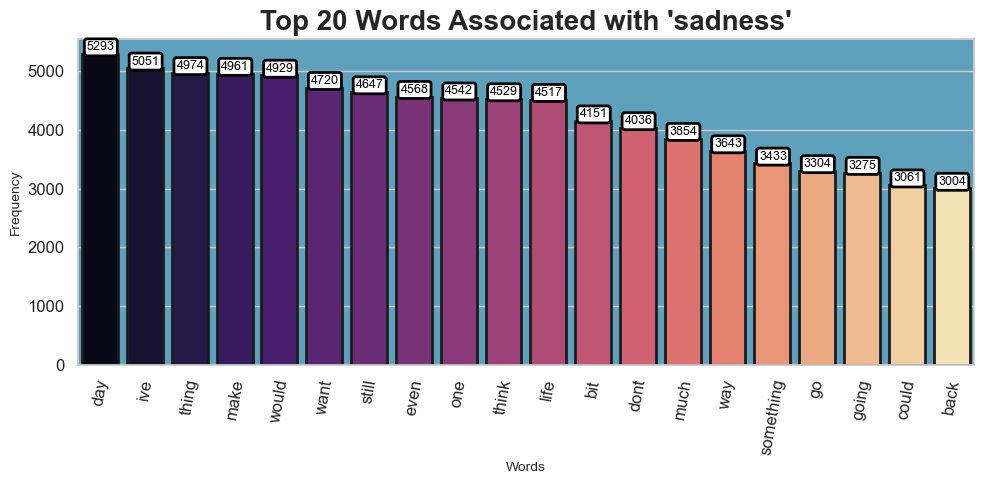 Top 20 Words Associated with 'sadness'
5293 5051 4974 4961 4929 4720 4647 4568 4542 4529 4517 4151 4036 3854 3643 3433 3304 3275 3061 3004
Frequency
5000
4000
3000
2000
1000
0
day ive thing make would want still even one think life bit dont much way something go going could back
Words